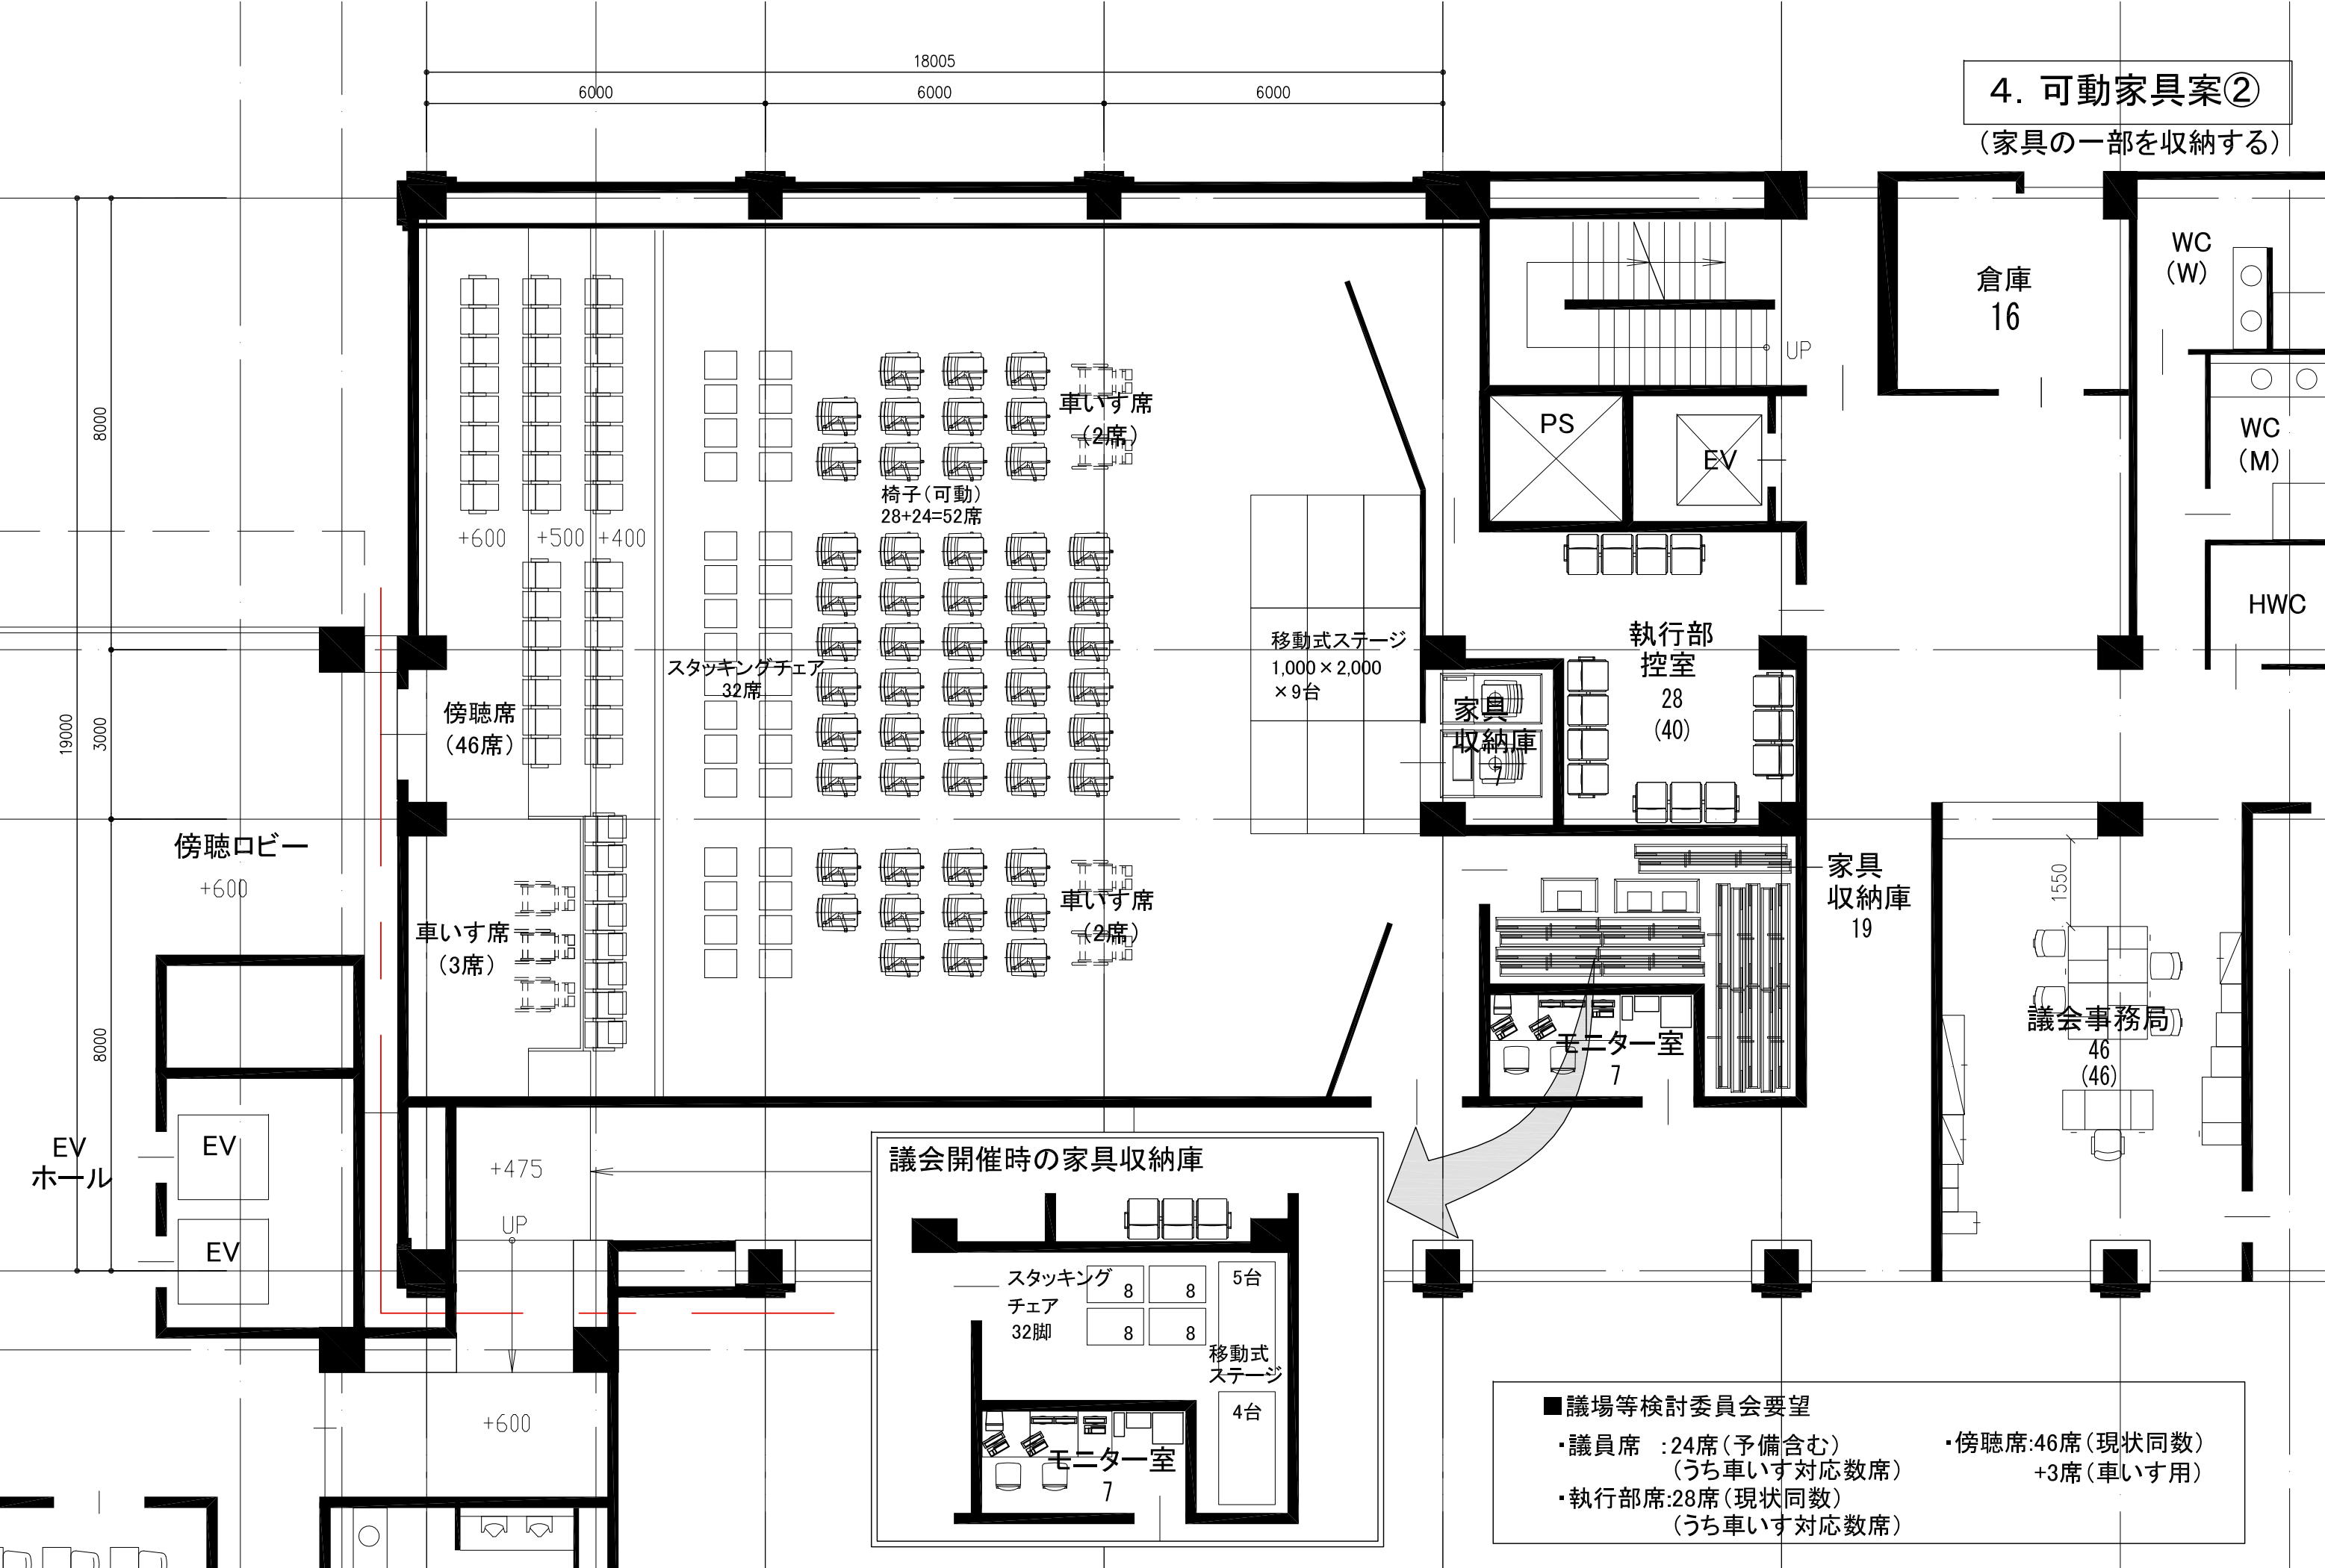 18005
6000
6000
6000
4. 可動家具案②
（家具の一部を収納する）
8000
19000
3000
8000
+600
+500
+400
傍聴席
（46席）
車いす席
（3席）
スタッキングチェア
32席
椅子（可動）
28+24=52席
車いす席
（2席）
車いす席
（2席）
移動式ステージ
1,000×2,000
×9台
UP
PS
EV
倉庫
16
WC
（W）
WC
（M）
HWC
執行部
控室
28
(40)
家具
収納庫
7
家具
収納庫
19
モニター室
7
1550
議会事務局
46
(46)
傍聴ロビー
+600
EV
ホール
EV
EV
+475
UP
+600
議会開催時の家具収納庫
スタッキング
チェア
32脚
8
8
8
8
5台
移動式
ステージ
4台
モニター室
7
■議場等検討委員会要望
・議員席　：24席（予備含む）
（うち車いす対応数席）
・執行部席:28席（現状同数）
（うち車いす対応数席）
・傍聴席:46席（現状同数）
+3席（車いす用）